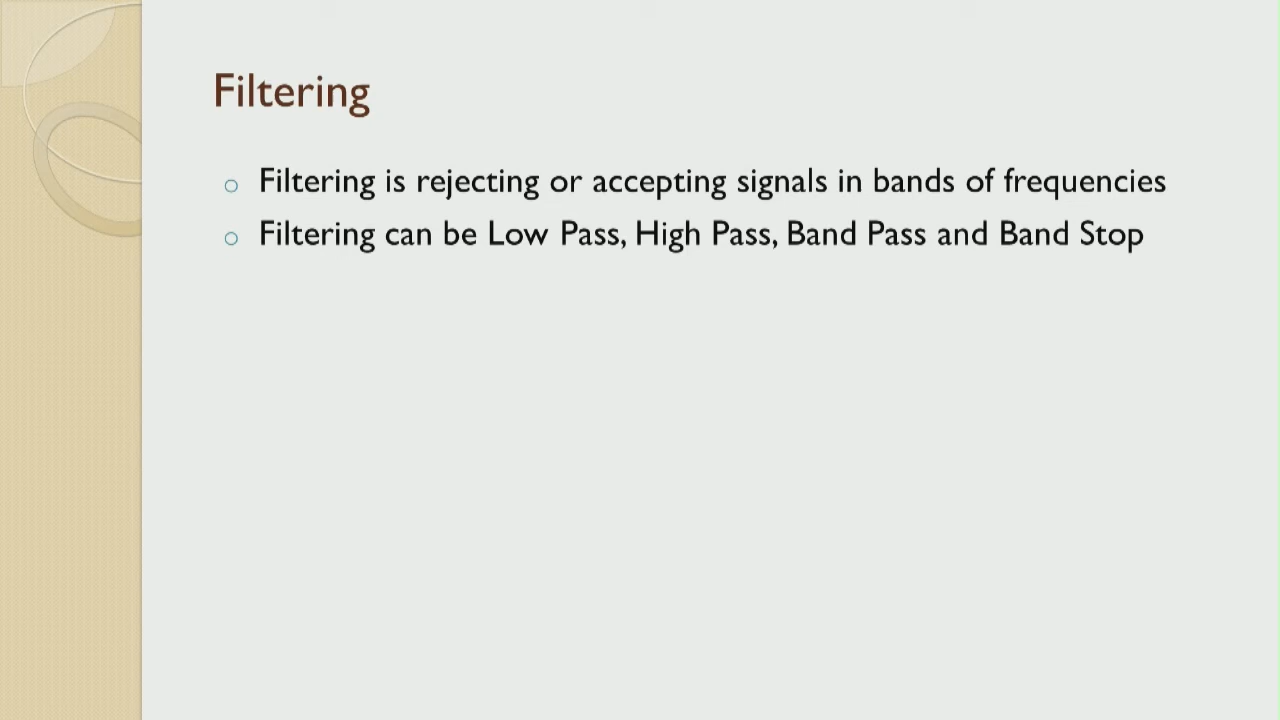 Filtering
Filtering is rejecting or accepting signals in bands of frequencies
Filtering can be Low Pass, High Pass, Band Pass and Band Stop